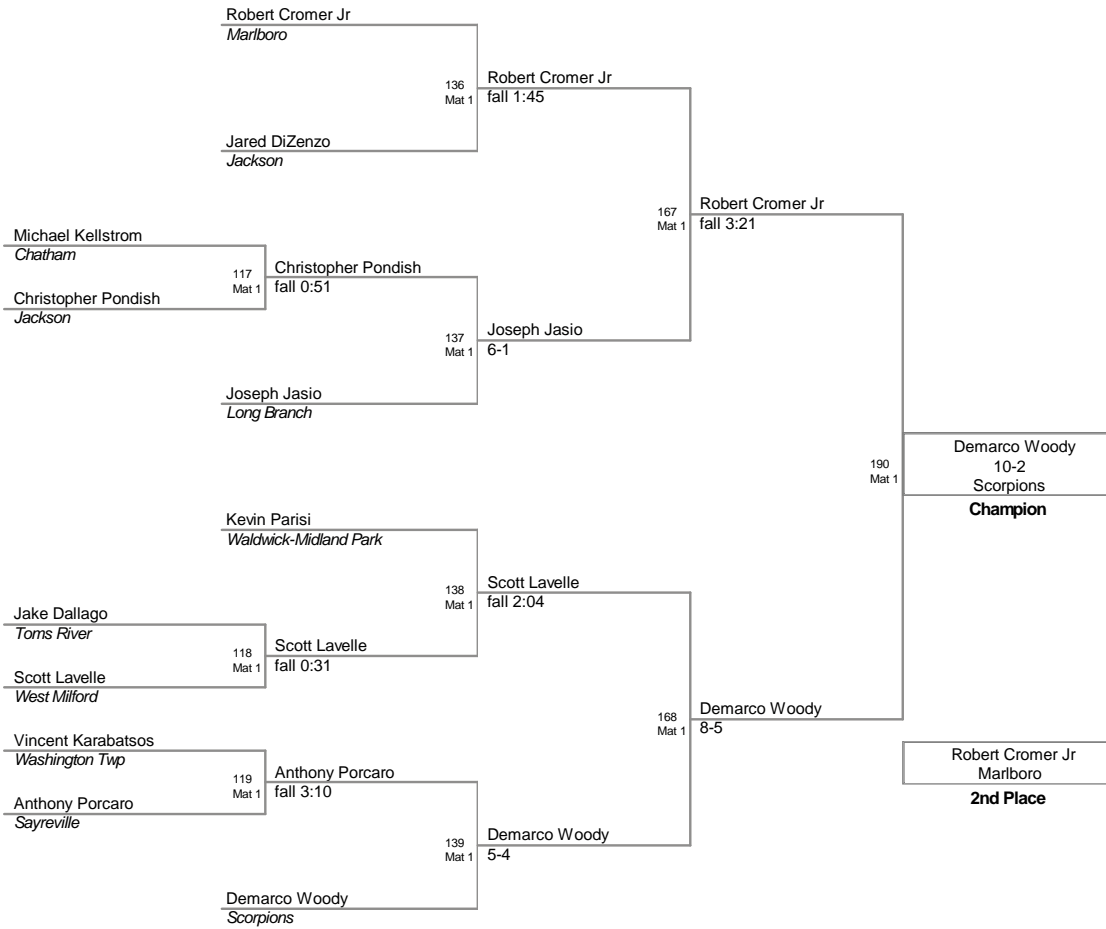 Robert Cromer Jr
Marlboro
136
Mat 1
Robert Cromer Jr
fall 1:45
Jared DiZenzo
Jackson
167
Mat 1
Robert Cromer Jr
fall 3:21
Michael Kellstrom
Chatham
117
Mat 1
Christopher Pondish
fall 0:51
Christopher Pondish
Jackson
137
Mat 1
Joseph Jasio
6-1
Joseph Jasio
Long Branch
190
Mat 1
Demarco Woody
10-2
Scorpions
Champion
Kevin Parisi
Waldwick-Midland Park
138
Mat 1
Scott Lavelle
fall 2:04
Jake Dallago
Toms River
118
Mat 1
Scott Lavelle
fall 0:31
Scott Lavelle
West Milford
168
Mat 1
Demarco Woody
8-5
Vincent Karabatsos
Washington Twp
119
Mat 1
Anthony Porcaro
fall 3:10
Anthony Porcaro
Sayreville
139
Mat 1
Demarco Woody
5-4
Demarco Woody
Scorpions
Robert Cromer Jr
Marlboro
2nd Place